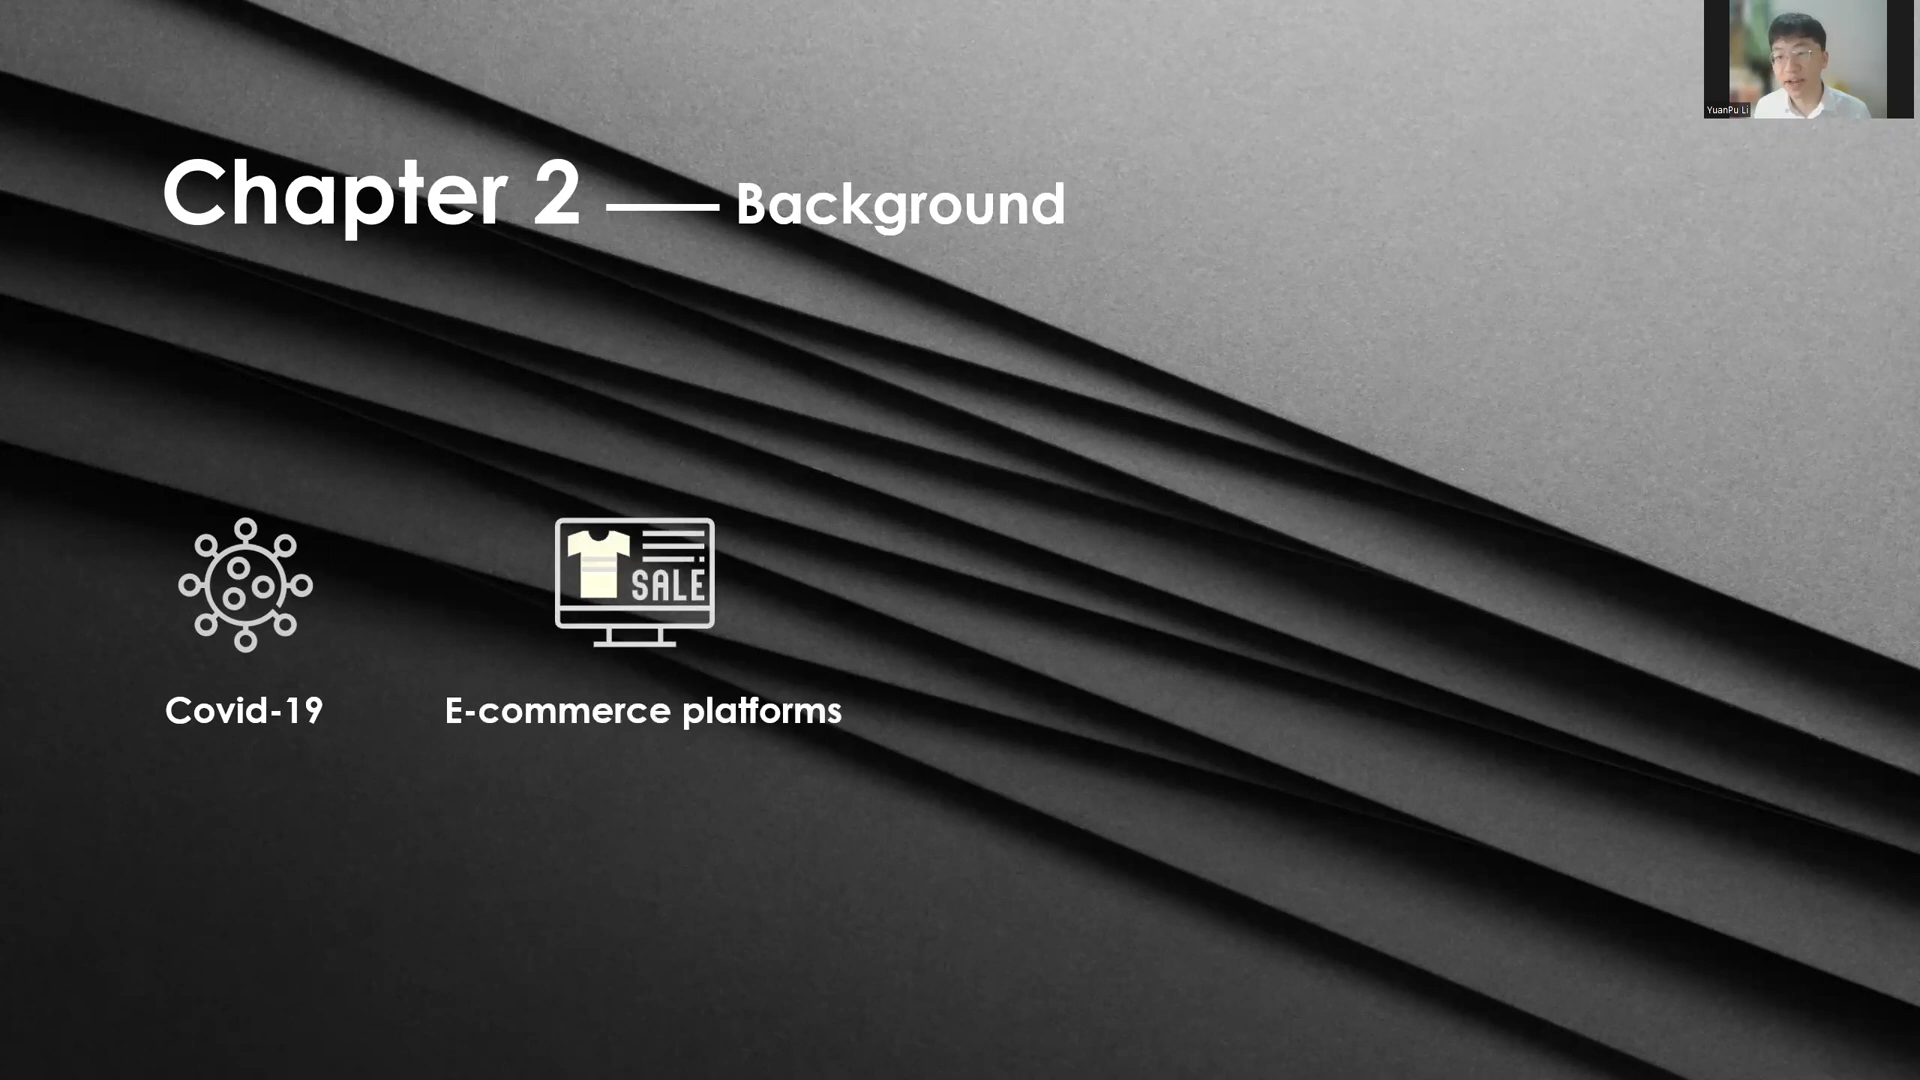 YuanPu Li
Chapter 2 —— Background
SALE
Covid-19
E-commerce platforms